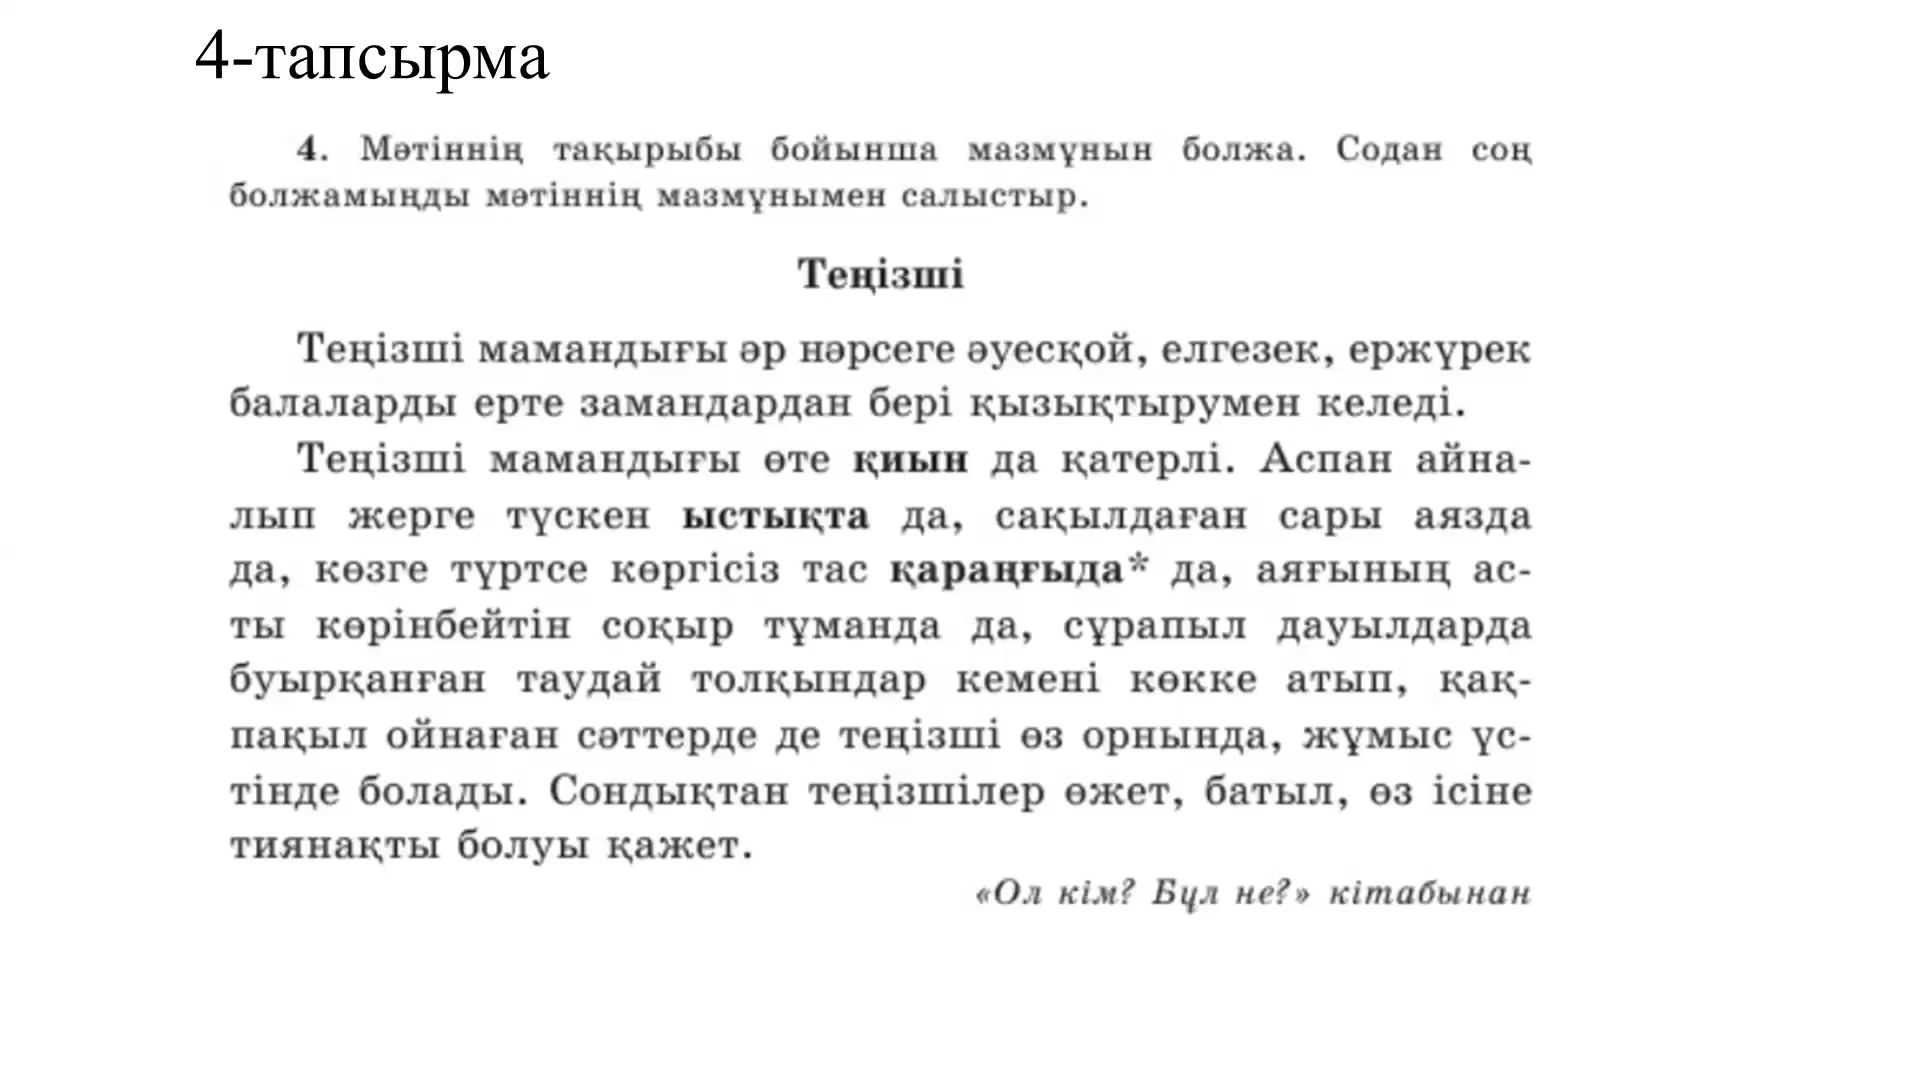 4-тапсырма
4. Мәтіннің тақырыбы бойынша мазмұнын болжа. Содан соң
болжамыңды мәтіннің мазмұнымен салыстыр.
Теңізші
Теңізші мамандығы әр нәрсеге әуесқой, елгезек, ержүрек
балаларды ерте замандардан бері қызықтырумен келеді.
Теңізші мамандығы өте қиын да қатерлі. Аспан айна-
лып жерге түскен ыстықта да, сақылдаған сары аязда
да, көзге түртсе көргісіз тас қараңғыда* да, аяғының ас-
ты көрінбейтін соқыр тұманда да, сұрапыл дауылдарда
буырқанған таудай толқындар кемені көкке атып, қақ-
пақыл ойнаған сәттерде де теңізші өз орнында, жұмыс үс-
тінде болады. Сондықтан теңізшілер өжет, батыл, өз ісіне
тиянақты болуы қажет.
«Ол кім? Бұл не?» кітабынан